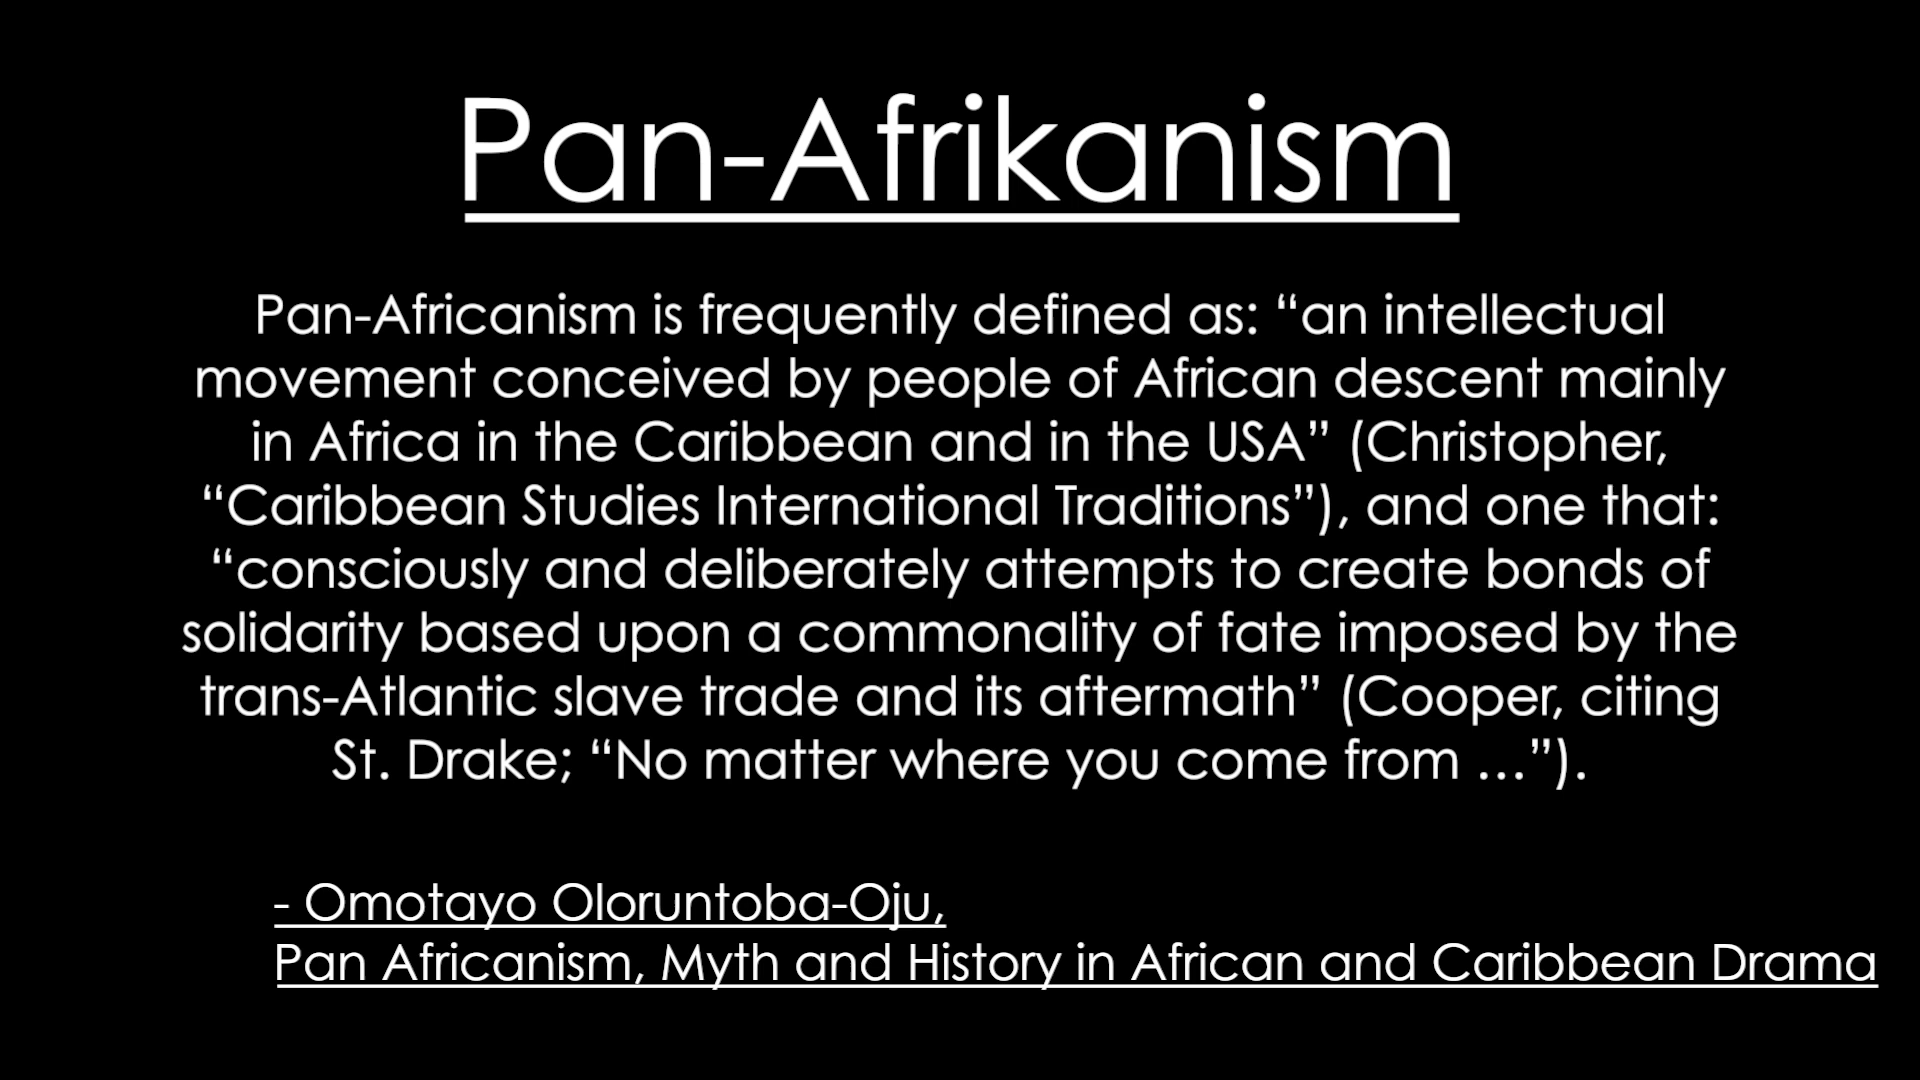 Pan-Afrikanism
Pan-Africanism is frequently defined as: “an intellectual
movement conceived by people of African descent mainly
in Africa in the Caribbean and in the USA” (Christopher,
“Caribbean Studies International Traditions”), and one that:
“consciously and deliberately attempts to create bonds of
solidarity based upon a commonality of fate imposed by the
trans-Atlantic slave trade and its aftermath” (Cooper, citing
St. Drake; “No matter where you come from …”).
- Omotayo Oloruntoba-Oju,
Pan Africanism, Myth and History in African and Caribbean Drama